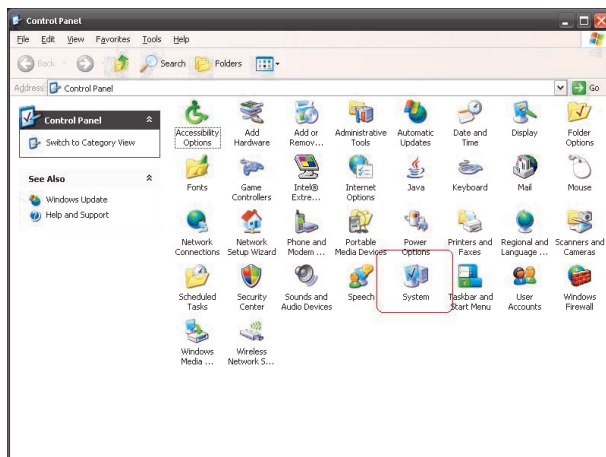 Control Panel
File Edit View Favorites Tools Help
Back Search Folders
Address Control Panel Go
Control Panel
Switch to Category View
See Also
Windows Update
Help and Support
Accessibility Options
Add Hardware
Add or Remov...
Administrative Tools
Automatic Updates
Date and Time
Display
Folder Options
Fonts
Game Controllers
Intel® Extre...
Internet Options
Java
Keyboard
Mail
Mouse
Network Connections
Network Setup Wizard
Phone and Modem ...
Portable Media Devices
Power Options
Printers and Faxes
Regional and Language ...
Scanners and Cameras
Scheduled Tasks
Security Center
Sounds and Audio Devices
Speech
System
Taskbar and Start Menu
User Accounts
Windows Firewall
Windows Media ...
Wireless Network S...